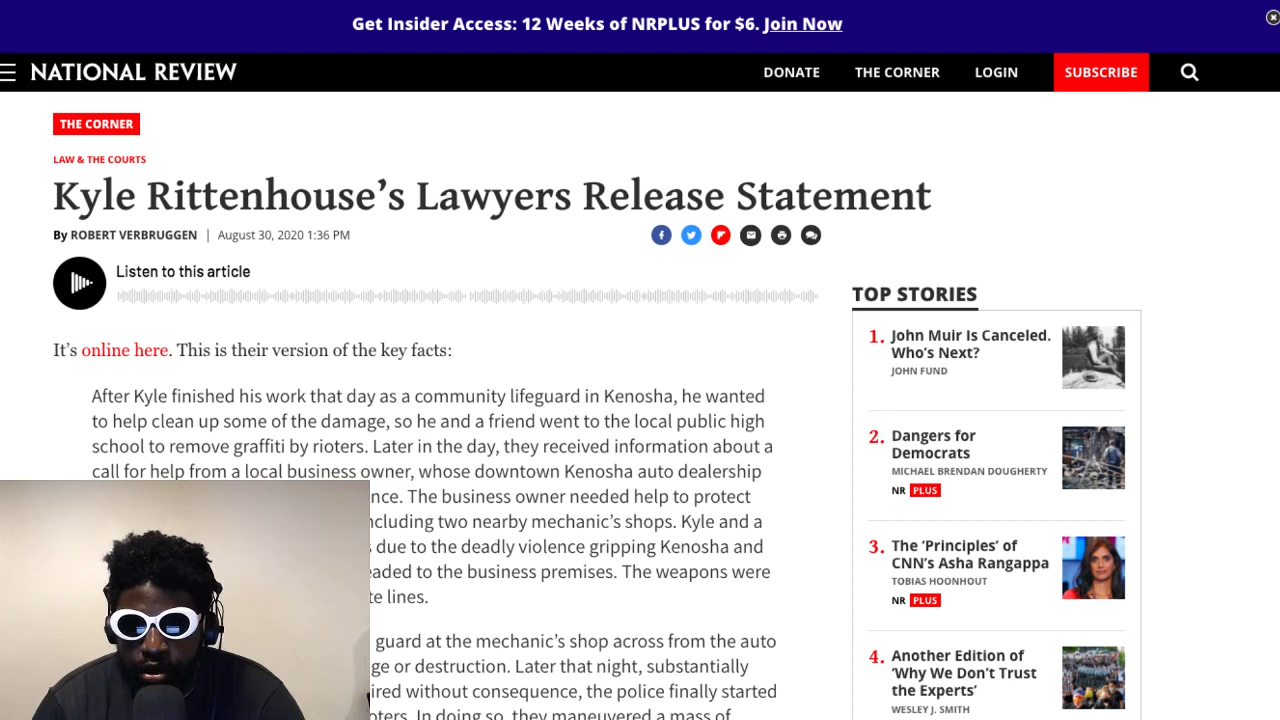 Get Insider Access: 12 Weeks of NRPLUS for $6. Join Now
NATIONAL REVIEW
DONATE
THE CORNER
LOGIN
SUBSCRIBE
THE CORNER
LAW & THE COURTS
Kyle Rittenhouse’s Lawyers Release Statement
By ROBERT VERBRUGGEN | August 30, 2020 1:36 PM
Listen to this article
It’s online here. This is their version of the key facts:
After Kyle finished his work that day as a community lifeguard in Kenosha, he wanted
to help clean up some of the damage, so he and a friend went to the local public high
school to remove graffiti by rioters. Later in the day, they received information about a
call for help from a local business owner, whose downtown Kenosha auto dealership
nce. The business owner needed help to protect
ncluding two nearby mechanic’s shops. Kyle and a
s due to the deadly violence gripping Kenosha and
eaded to the business premises. The weapons were
te lines.
guard at the mechanic’s shop across from the auto
ge or destruction. Later that night, substantially
ired without consequence, the police finally started
oters. In doing so, they maneuvered a mass of
TOP STORIES
1. John Muir Is Canceled.
Who’s Next?
JOHN FUND
2. Dangers for
Democrats
MICHAEL BRENDAN DOUGHERTY
NR PLUS
3. The ‘Principles’ of
CNN’s Asha Rangappa
TOBIAS HOONHOUT
NR PLUS
4. Another Edition of
‘Why We Don’t Trust
the Experts’
WESLEY J. SMITH